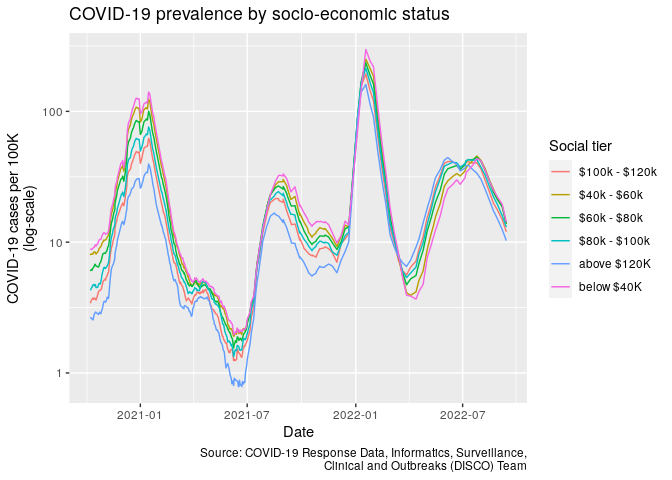 COVID-19 prevalence by socio-economic status
COVID-19 cases per 100K
(log-scale)
100
10
1
2021-01
2021-07
2022-01
2022-07
Date
Social tier
$100k - $120k
$40k - $60k
$60k - $80k
$80k - $100k
above $120K
below $40K
Source: COVID-19 Response Data, Informatics, Surveillance,
Clinical and Outbreaks (DISCO) Team